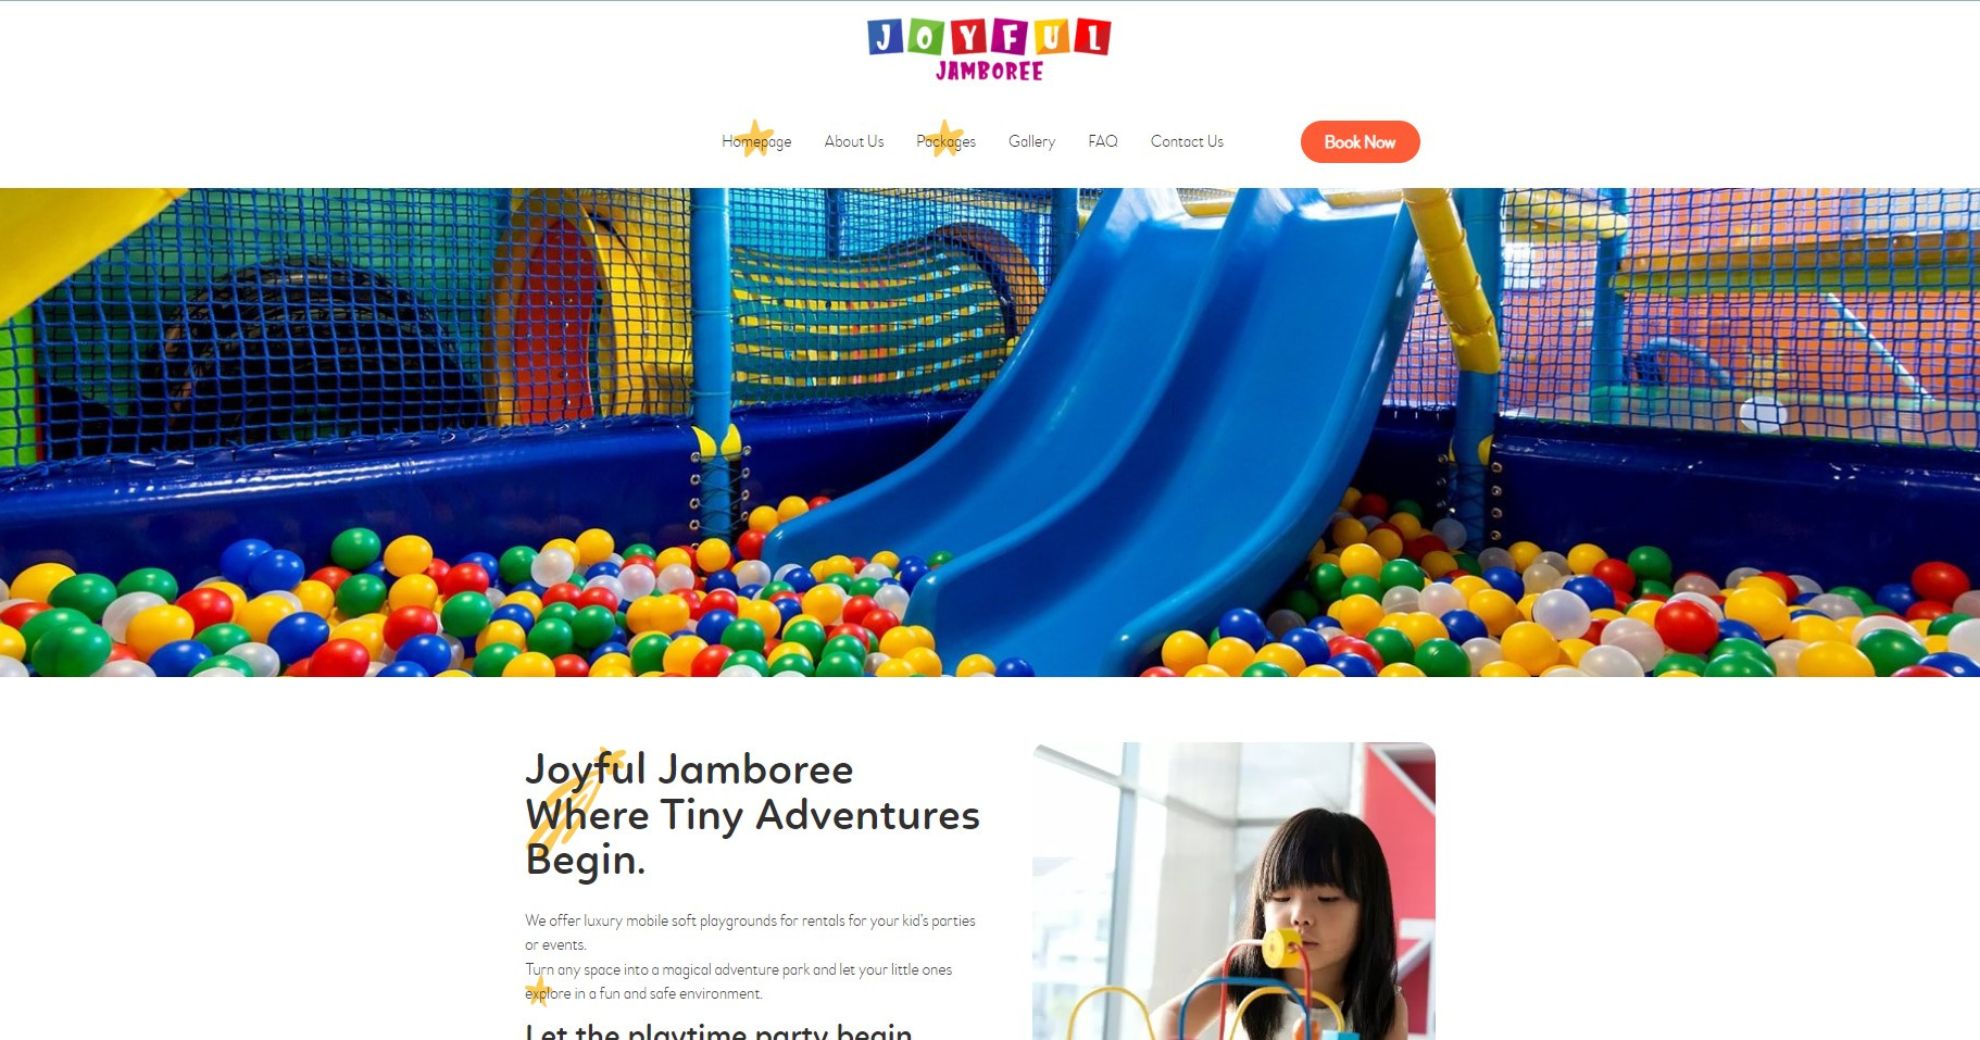 JOYFUL
JAMBOREE
Homepage About Us Packages Gallery FAQ Contact Us Book Now
Joyful Jamboree
Where Tiny Adventures
Begin.
We offer luxury mobile soft playgrounds for rentals for your kid's parties
or events.
Turn any space into a magical adventure park and let your little ones
explore in a fun and safe environment.
Let the playtime party begin